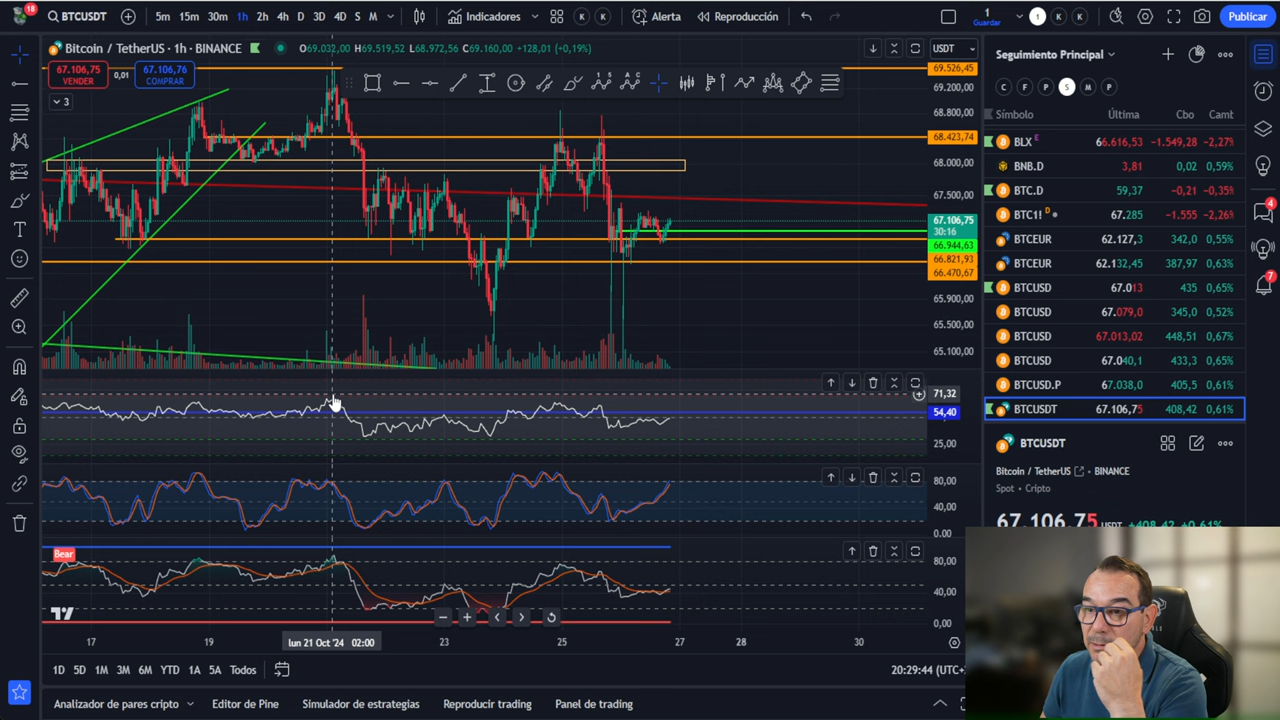 18
BTCUSDT
5m 15m 30m 1h 2h 4h D 3D 4D S M
Indicadores
K K
Alerta
Reproducción
1
Guardar
1 K K
Publicar
Bitcoin / TetherUS · 1h · BINANCE
O69.032,00 H69.519,52 L68.972,56 C69.160,00 +128,01 (+0,19%)
USDT
67.106,75
VENDER
0,01
67.106,76
COMPRAR
3
69.526,45
69.200,00
68.800,00
68.423,74
68.000,00
67.500,00
67.106,75
30:16
66.944,63
66.821,93
66.470,67
65.900,00
65.500,00
65.100,00
71,32
54,40
25,00
80,00
40,00
0,00
Bear
80,00
40,00
0,00
17 19 lun 21 Oct '24 02:00 23 25 27 28 30
1D 5D 1M 3M 6M YTD 1A 5A Todos
20:29:44 (UTC+
Analizador de pares cripto
Editor de Pine
Simulador de estrategias
Reproducir trading
Panel de trading
Seguimiento Principal
C F P S M P
Símbolo Última Cbo Camt
BLX E 66.616,53 -1.549,28 -2,27%
BNB.D 3,81 0,02 0,59%
BTC.D 59,37 -0,21 -0,35%
BTC1! D 67.285 -1.555 -2,26%
BTCEUR 62.127,3 342,0 0,55%
BTCEUR 62.132,45 387,97 0,63%
BTCUSD 67.013 435 0,65%
BTCUSD 67.079,0 345,0 0,52%
BTCUSD 67.013,02 448,51 0,67%
BTCUSD 67.040,1 433,3 0,65%
BTCUSD.P 67.038,0 405,5 0,61%
BTCUSDT 67.106,75 408,42 0,61%
BTCUSDT
Bitcoin / TetherUS
BINANCE
Spot • Cripto
67.106,75 USDT +408,42 +0,61%
4
7